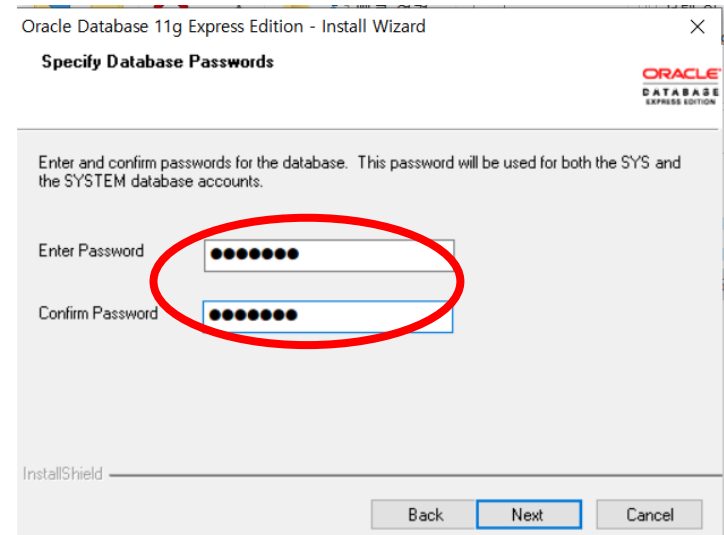 Oracle Database 11g Express Edition - Install Wizard
Specify Database Passwords
ORACLE
DATABASE
EXPRESS EDITION
Enter and confirm passwords for the database. This password will be used for both the SYS and
the SYSTEM database accounts.
Enter Password ●●●●●●●
Confirm Password ●●●●●●●
InstallShield
Back Next Cancel